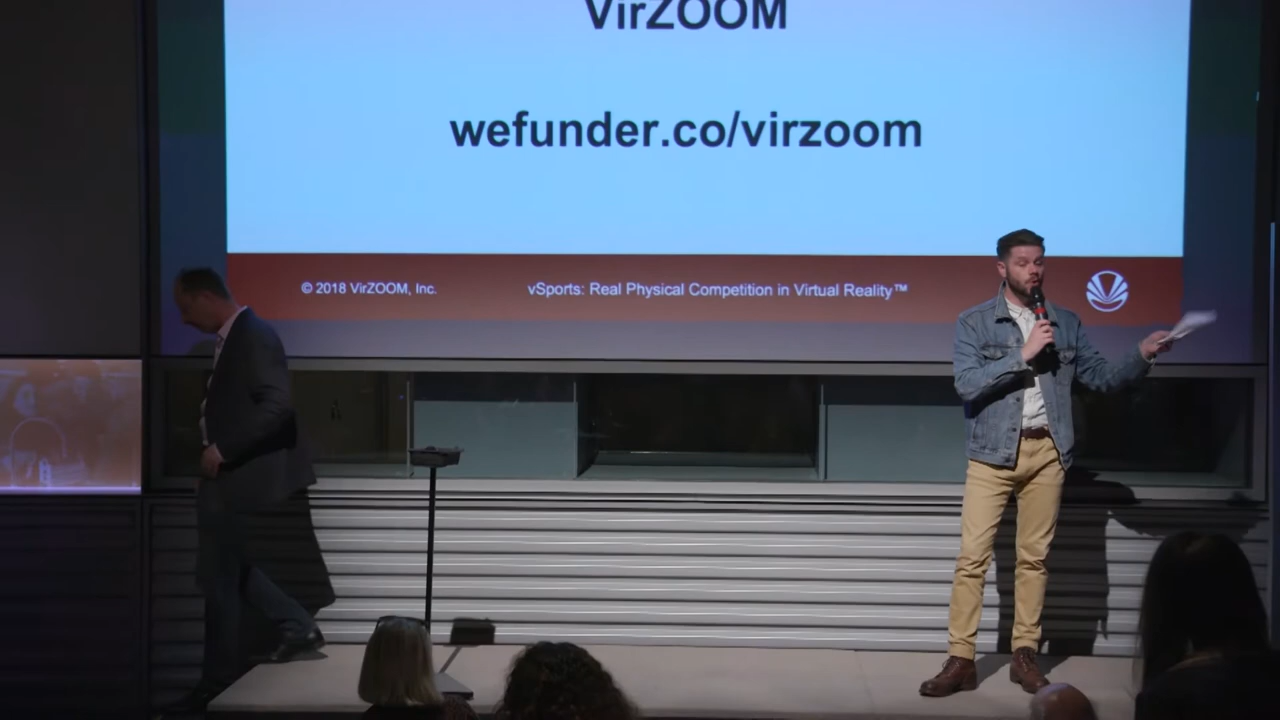 VirZOOM
wefunder.co/virzoom
© 2018 VirZOOM, Inc.
vSports: Real Physical Competition in Virtual Reality™